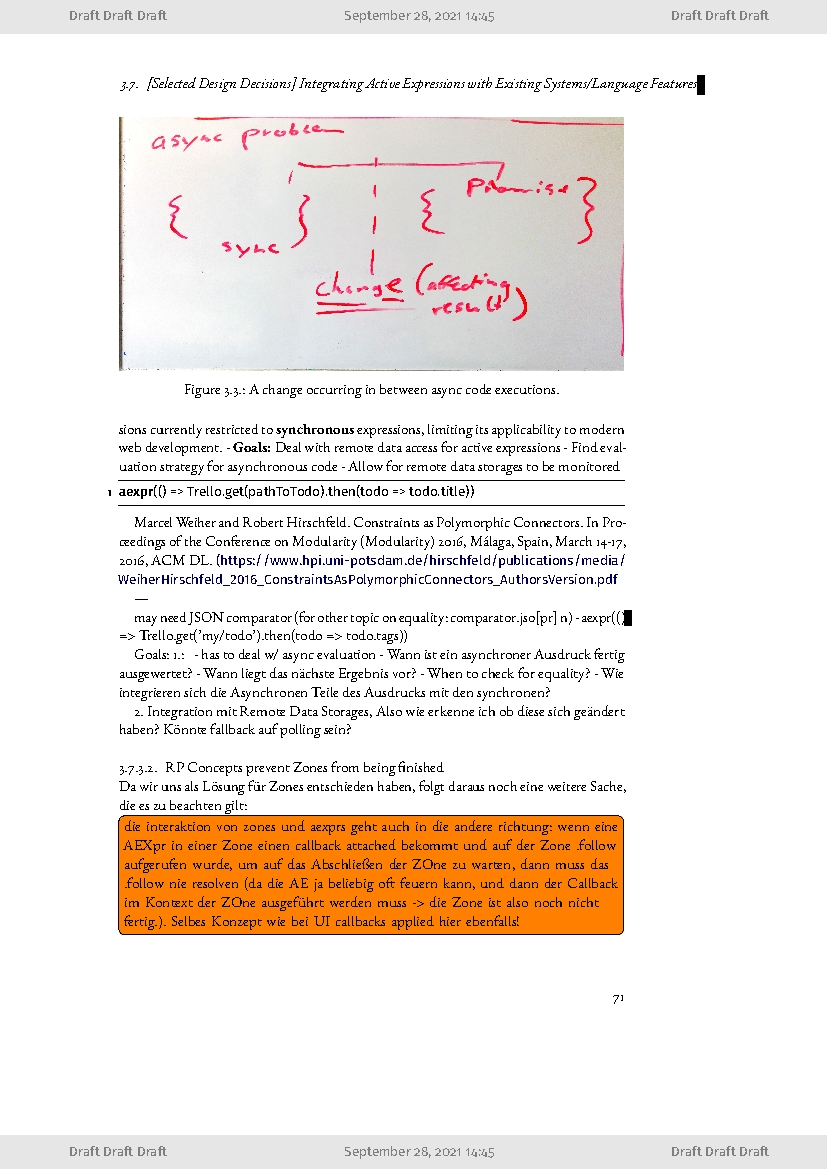 Draft Draft Draft September 28, 2021 14:45 Draft Draft Draft
3.7. [Selected Design Decisions] Integrating Active Expressions with Existing Systems/Language Features
async problem
{ } { Promise }
sync
change (affecting
result)
Figure 3.3.: A change occurring in between async code executions.
sions currently restricted to synchronous expressions, limiting its applicability to modern
web development. - Goals: Deal with remote data access for active expressions - Find eval-
uation strategy for asynchronous code - Allow for remote data storages to be monitored
1 aexpr(() => Trello.get(pathToTodo).then(todo => todo.title))
Marcel Weiher and Robert Hirschfeld. Constraints as Polymorphic Connectors. In Pro-
ceedings of the Conference on Modularity (Modularity) 2016, Málaga, Spain, March 14-17,
2016, ACM DL. (https://www.hpi.uni-potsdam.de/hirschfeld/publications/media/
WeiherHirschfeld_2016_ConstraintsAsPolymorphicConnectors_AuthorsVersion.pdf
—
may need JSON comparator (for other topic on equality: comparator.jso[pr] n) - aexpr(()
=> Trello.get('my/todo').then(todo => todo.tags))
Goals: 1.: - has to deal w/ async evaluation - Wann ist ein asynchroner Ausdruck fertig
ausgewertet? - Wann liegt das nächste Ergebnis vor? - When to check for equality? - Wie
integrieren sich die Asynchronen Teile des Ausdrucks mit den synchronen?
2. Integration mit Remote Data Storages, Also wie erkenne ich ob diese sich geändert
haben? Könnte fallback auf polling sein?
3.7.3.2. RP Concepts prevent Zones from being finished
Da wir uns als Lösung für Zones entschieden haben, folgt daraus noch eine weitere Sache,
die es zu beachten gilt:
die interaktion von zones und aexprs geht auch in die andere richtung: wenn eine
AEXpr in einer Zone einen callback attached bekommt und auf der Zone .follow
aufgerufen wurde, um auf das Abschließen der ZOne zu warten, dann muss das
.follow nie resolven (da die AE ja beliebig oft feuern kann, und dann der Callback
im Kontext der ZOne ausgeführt werden muss -> die Zone ist also noch nicht
fertig.). Selbes Konzept wie bei UI callbacks applied hier ebenfalls!
71
Draft Draft Draft September 28, 2021 14:45 Draft Draft Draft